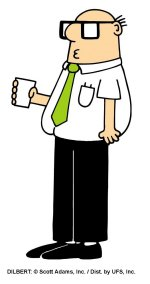 DILBERT: © Scott Adams, Inc. / Dist. by UFS, Inc.